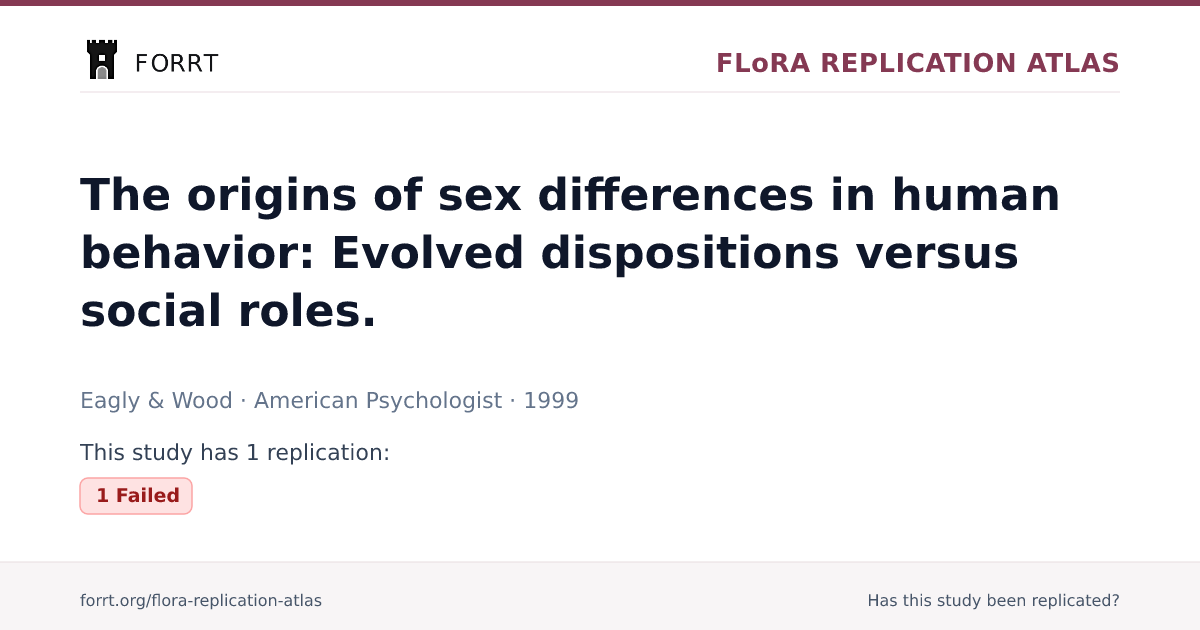 FORRT
FLoRA REPLICATION ATLAS
The origins of sex differences in human
behavior: Evolved dispositions versus
social roles.
Eagly & Wood · American Psychologist · 1999
This study has 1 replication:
1 Failed
forrt.org/flora-replication-atlas
Has this study been replicated?